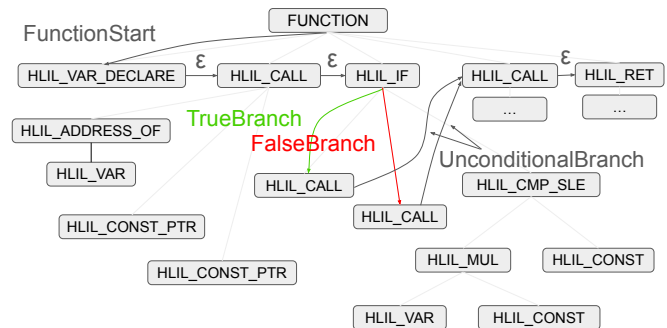 FUNCTION
FunctionStart
ε ε ε
HLIL_VAR_DECLARE HLIL_CALL HLIL_IF HLIL_CALL HLIL_RET
... ...
HLIL_ADDRESS_OF TrueBranch
FalseBranch
HLIL_VAR UnconditionalBranch
HLIL_CALL HLIL_CMP_SLE
HLIL_CONST_PTR HLIL_CALL
HLIL_CONST_PTR HLIL_MUL HLIL_CONST
HLIL_VAR HLIL_CONST